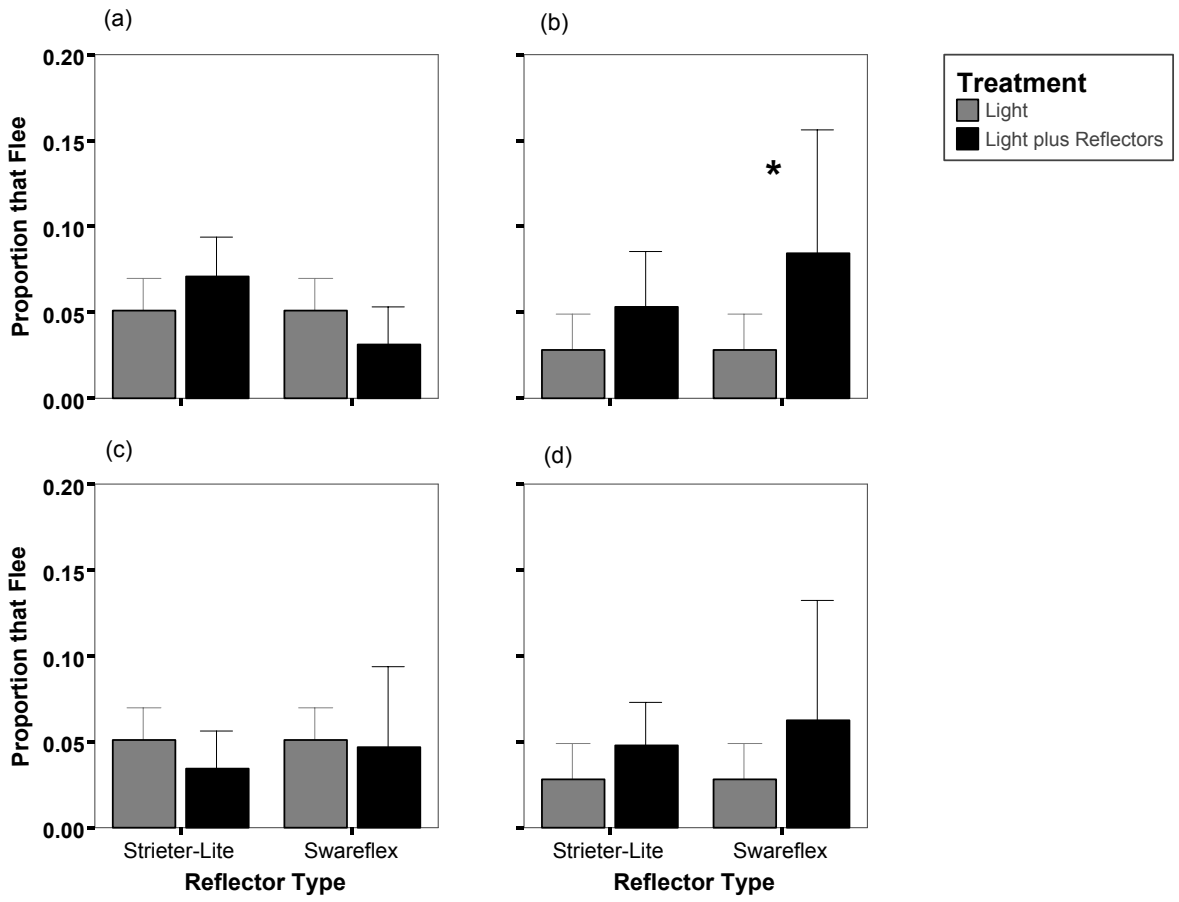 (a)
(b)
Proportion that Flee
0.20
0.15
0.10
0.05
0.00
*
Treatment
Light
Light plus Reflectors
(c)
(d)
Proportion that Flee
0.20
0.15
0.10
0.05
0.00
Strieter-Lite
Swareflex
Reflector Type
Strieter-Lite
Swareflex
Reflector Type